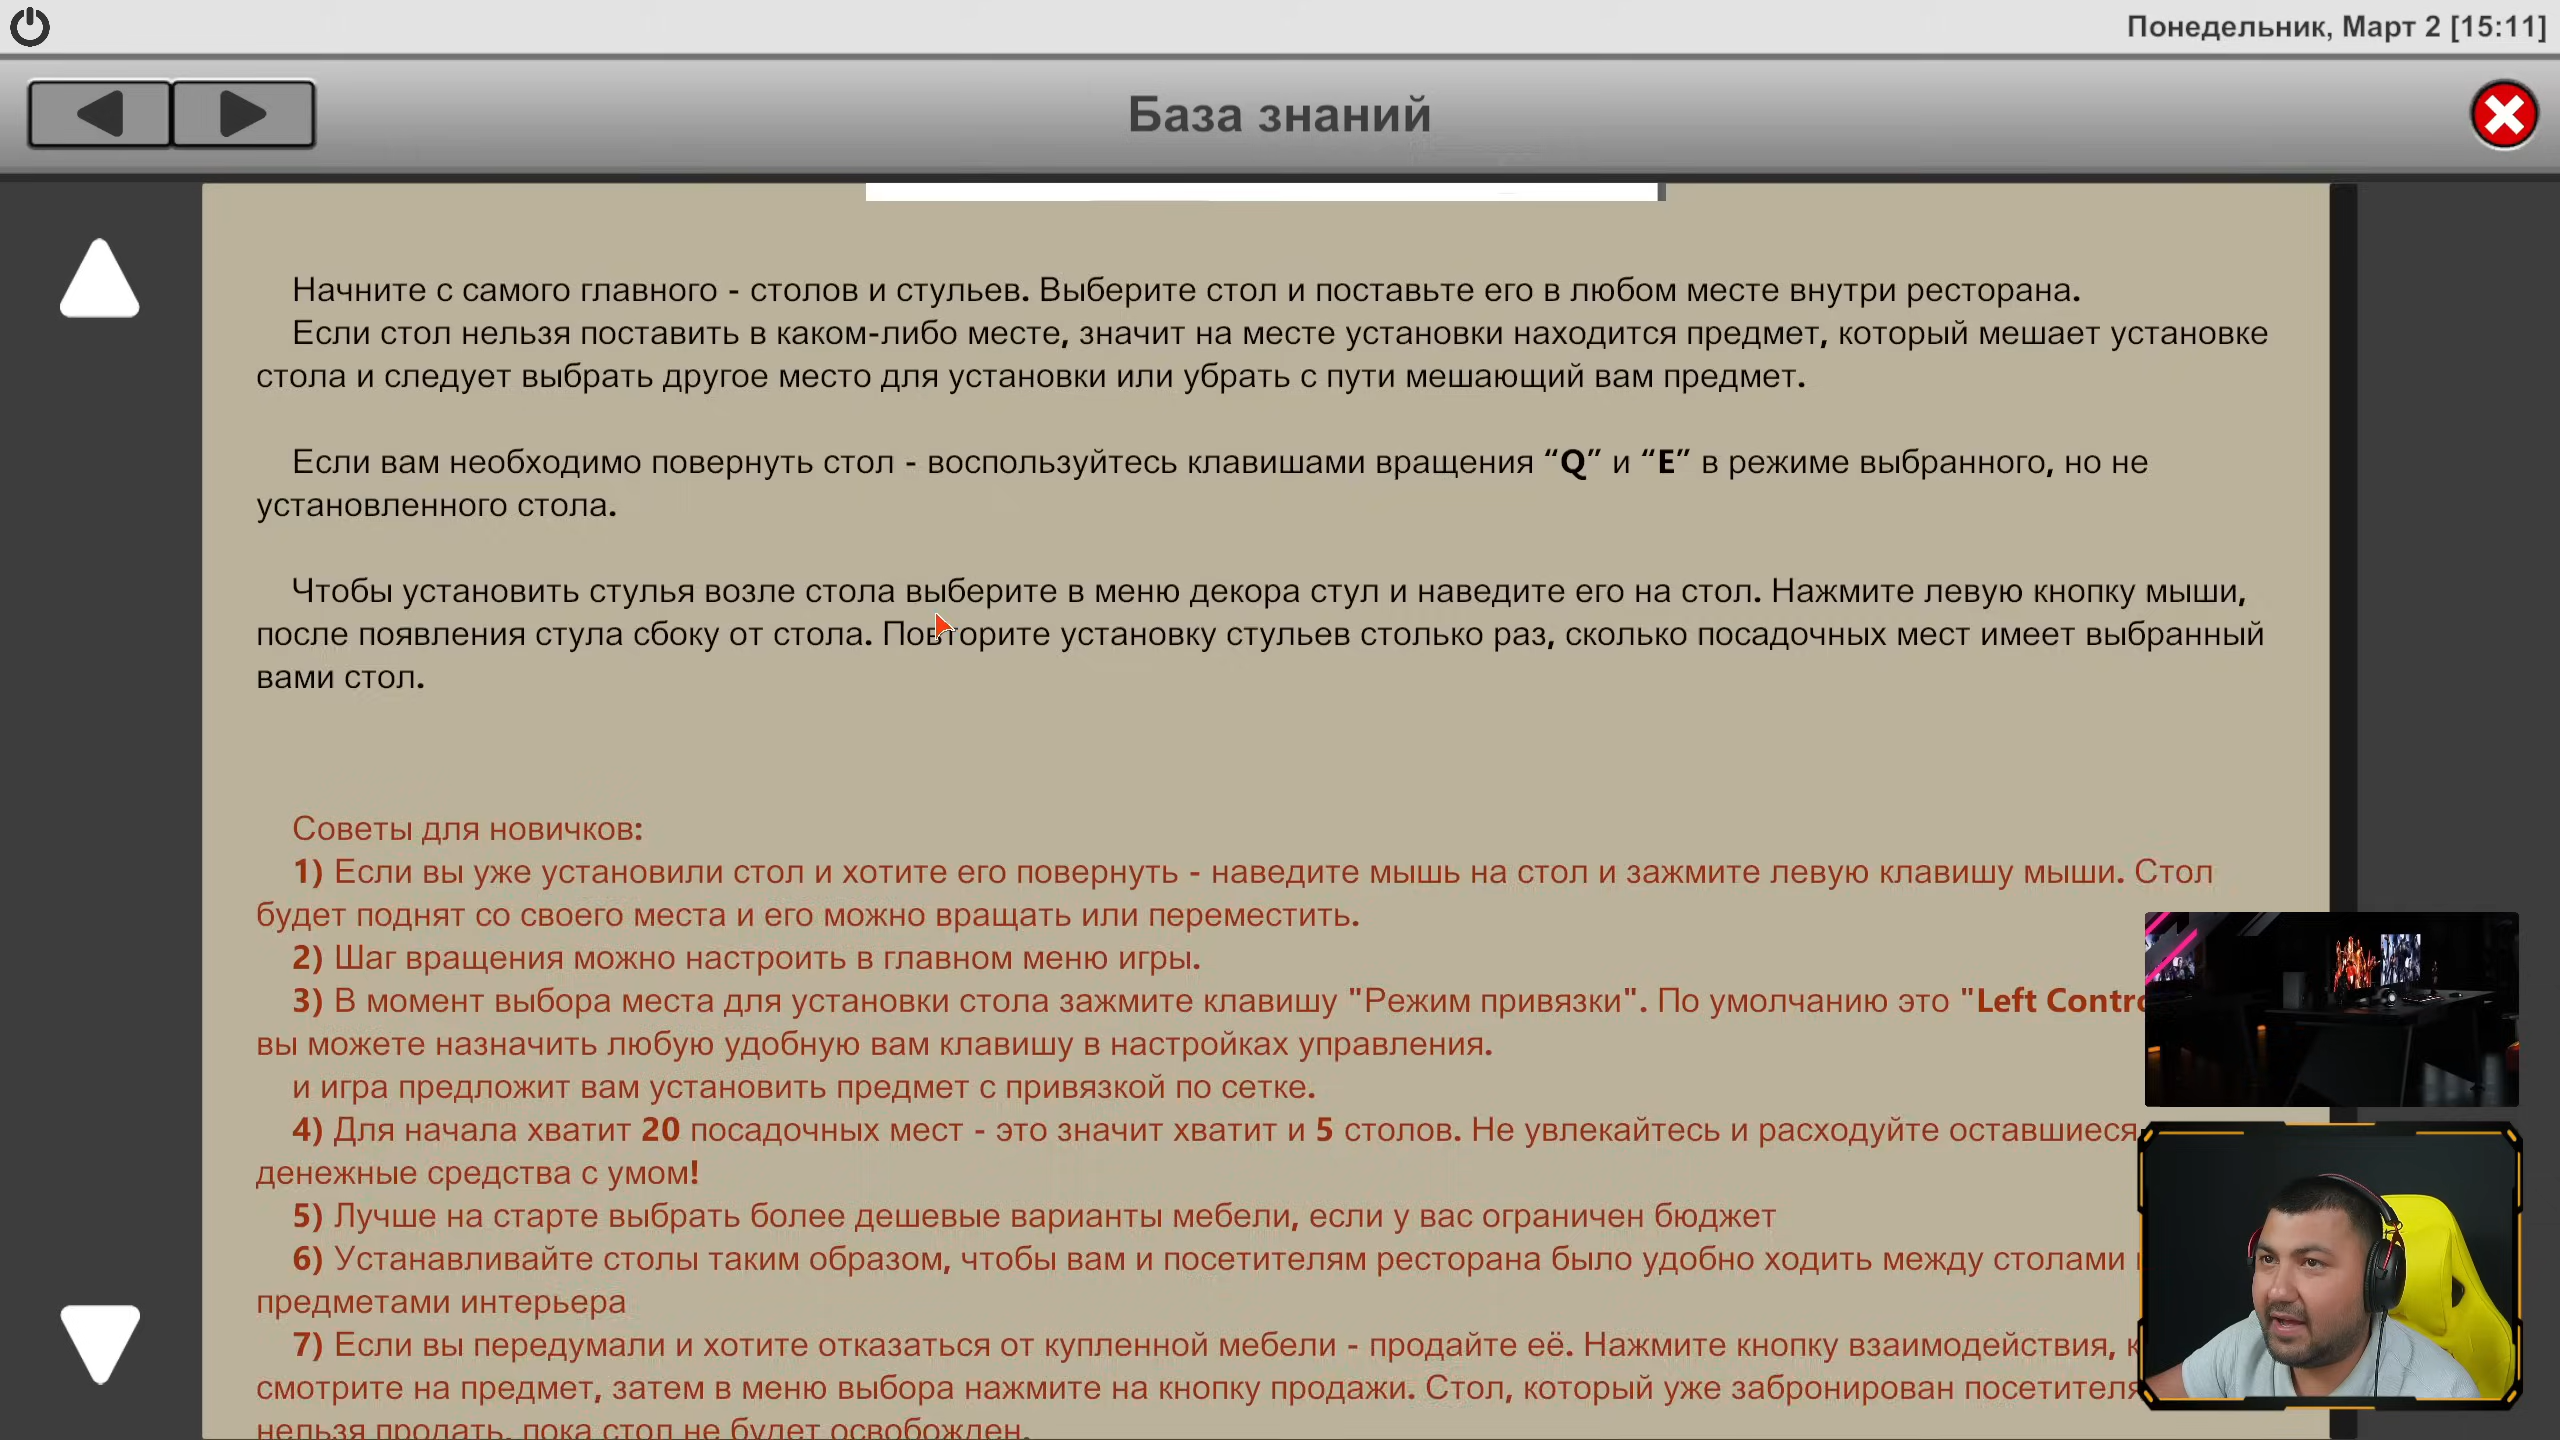 Понедельник, Март 2 [15:11]
База знаний
Начните с самого главного - столов и стульев. Выберите стол и поставьте его в любом месте внутри ресторана.
Если стол нельзя поставить в каком-либо месте, значит на месте установки находится предмет, который мешает установке
стола и следует выбрать другое место для установки или убрать с пути мешающий вам предмет.
Если вам необходимо повернуть стол - воспользуйтесь клавишами вращения “Q” и “E” в режиме выбранного, но не
установленного стола.
Чтобы установить стулья возле стола выберите в меню декора стул и наведите его на стол. Нажмите левую кнопку мыши,
после появления стула сбоку от стола. Повторите установку стульев столько раз, сколько посадочных мест имеет выбранный
вами стол.
Советы для новичков:
1) Если вы уже установили стол и хотите его повернуть - наведите мышь на стол и зажмите левую клавишу мыши. Стол
будет поднят со своего места и его можно вращать или переместить.
2) Шаг вращения можно настроить в главном меню игры.
3) В момент выбора места для установки стола зажмите клавишу "Режим привязки". По умолчанию это "Left
вы можете назначить любую удобную вам клавишу в настройках управления.
и игра предложит вам установить предмет с привязкой по сетке.
4) Для начала хватит 20 посадочных мест - это значит хватит и 5 столов. Не увлекайтесь и расходуйте оставшиеся
денежные средства с умом!
5) Лучше на старте выбрать более дешевые варианты мебели, если у вас ограничен бюджет
6) Устанавливайте столы таким образом, чтобы вам и посетителям ресторана было удобно ходить между столами
предметами интерьера
7) Если вы передумали и хотите отказаться от купленной мебели - продайте её. Нажмите кнопку взаимодействия,
смотрите на предмет, затем в меню выбора нажмите на кнопку продажи. Стол, который уже забронирован
нельзя продать, пока стол не будет освобожден.